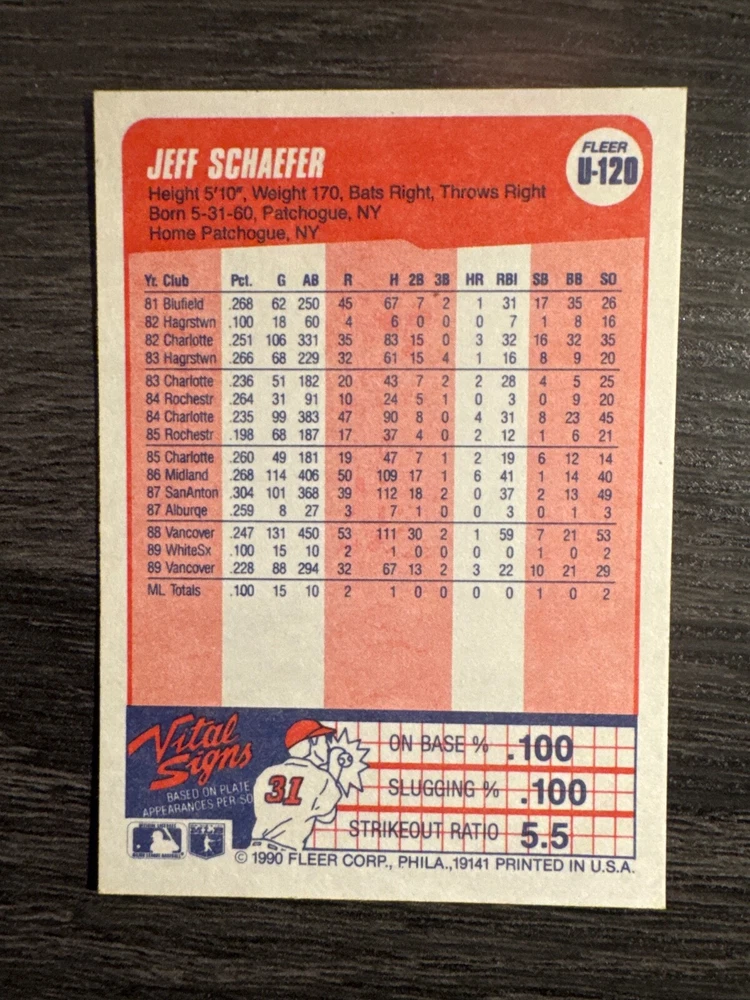 JEFF SCHAEFER
FLEER
U-120
Height 5'10", Weight 170, Bats Right, Throws Right
Born 5-31-60, Patchogue, NY
Home Patchogue, NY
Yr. Club Pct. G AB R H 2B 3B HR RBI SB BB SO
81 Blufield .268 62 250 45 67 7 2 1 31 17 35 26
82 Hagrstwn .100 18 60 4 6 0 0 0 7 1 8 16
82 Charlotte .251 106 331 35 83 15 0 3 32 16 32 35
83 Hagrstwn .266 68 229 32 61 15 4 1 16 8 9 20
83 Charlotte .236 51 182 20 43 7 2 2 28 4 5 25
84 Rochestr .264 31 91 10 24 5 1 0 3 0 9 20
84 Charlotte .235 99 383 47 90 8 0 4 31 8 23 45
85 Rochestr .198 68 187 17 37 4 0 2 12 1 6 21
85 Charlotte .260 49 181 19 47 7 1 2 19 6 12 14
86 Midland .268 114 406 50 109 17 1 6 41 1 14 40
87 SanAnton .304 101 368 39 112 18 2 0 37 2 13 49
87 Alburqe .259 8 27 3 7 1 0 0 3 0 1 3
88 Vancover .247 131 450 53 111 30 2 1 59 7 21 53
89 WhiteSx .100 15 10 2 1 0 0 0 0 1 0 2
89 Vancover .228 88 294 32 67 13 2 3 22 10 21 29
ML Totals .100 15 10 2 1 0 0 0 0 1 0 2
Vital
Signs
BASED ON PLATE
APPEARANCES PER SO
31
ON BASE % .100
SLUGGING % .100
STRIKEOUT RATIO 5.5
© 1990 FLEER CORP., PHILA.,19141 PRINTED IN U.S.A.